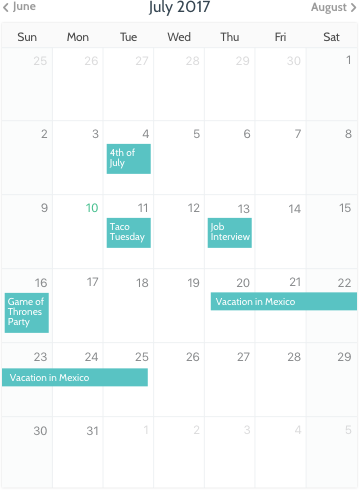 June
July 2017
August
Sun Mon Tue Wed Thu Fri Sat
25 26 27 28 29 30 1
2 3 4 5 6 7 8
4th of
July
9 10 11 12 13 14 15
Taco
Tuesday
Job
Interview
16 17 18 19 20 21 22
Game of
Thrones
Party
Vacation in Mexico
23 24 25 26 27 28 29
Vacation in Mexico
30 31 1 2 3 4 5